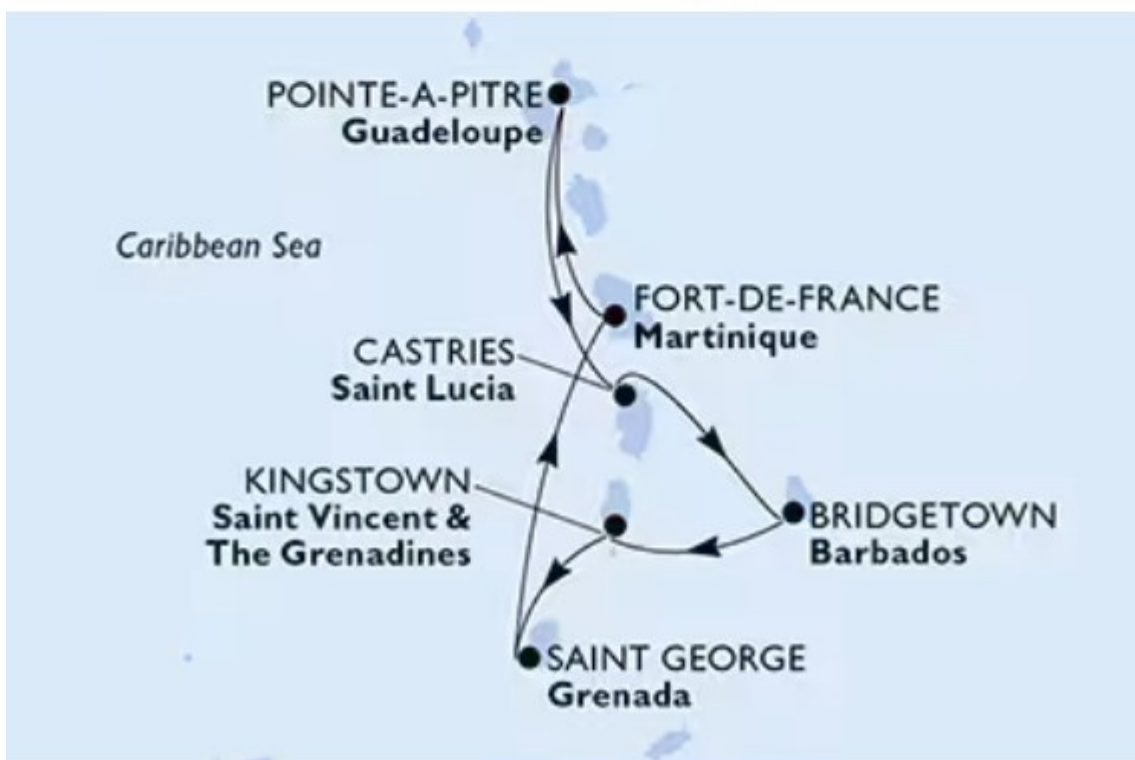 POINTE-A-PITRE
Guadeloupe
Caribbean Sea
FORT-DE-FRANCE
Martinique
CASTRIES
Saint Lucia
KINGSTOWN
Saint Vincent &
The Grenadines
BRIDGETOWN
Barbados
SAINT GEORGE
Grenada